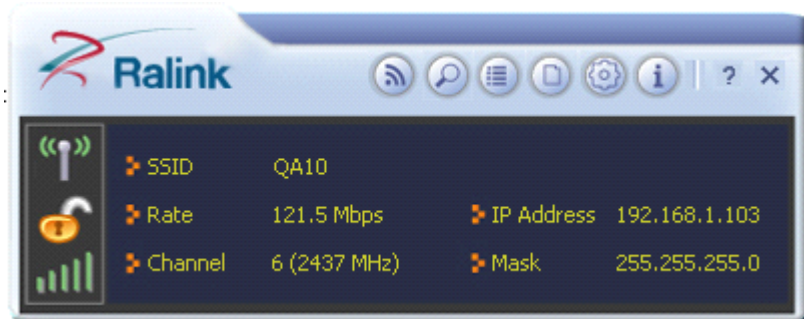 Ralink
i ? ×
:
SSID QA10
Rate 121.5 Mbps IP Address 192.168.1.103
Channel 6 (2437 MHz) Mask 255.255.255.0